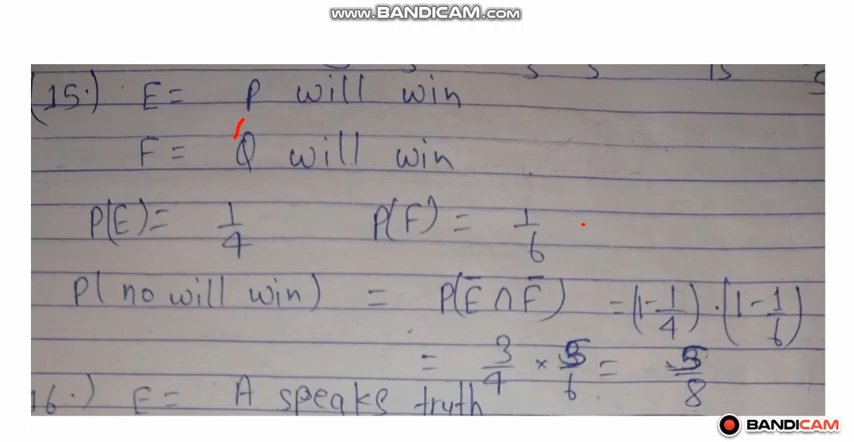 www.BANDICAM.com
(15.) E = P will win
F = Q will win
P(E) = 1/4 P(F) = 1/6
P(no will win) = P(Ē ∩ F̄) = (1-1/4).(1-1/6)
= 3/4 × 5/6 = 5/8
16.) E = A speaks truth
BANDICAM